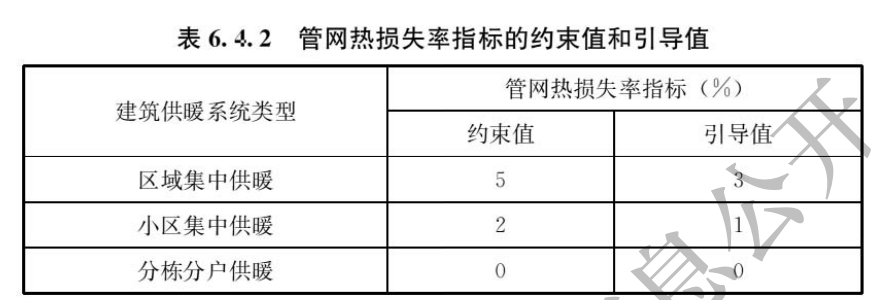 表 6.4.2 管网热损失率指标的约束值和引导值
建筑供暖系统类型 管网热损失率指标（%）
约束值 引导值
区域集中供暖 5 3
小区集中供暖 2 1
分栋分户供暖 0 0
息公开